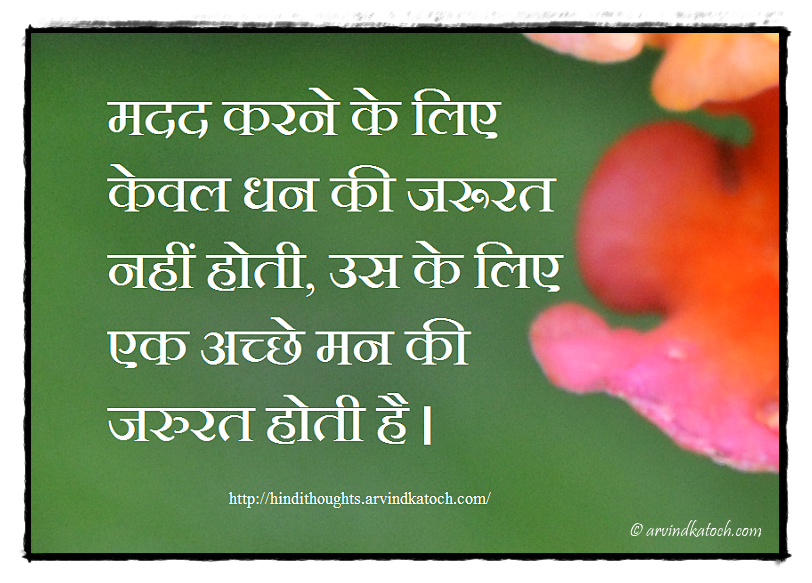 मदद करने के लिए
केवल धन की जरूरत
नहीं होती, उस के लिए
एक अच्छे मन की
जरुरत होती है |
http://hindithoughts.arvindkatoch.com/
© arvindkatoch.com